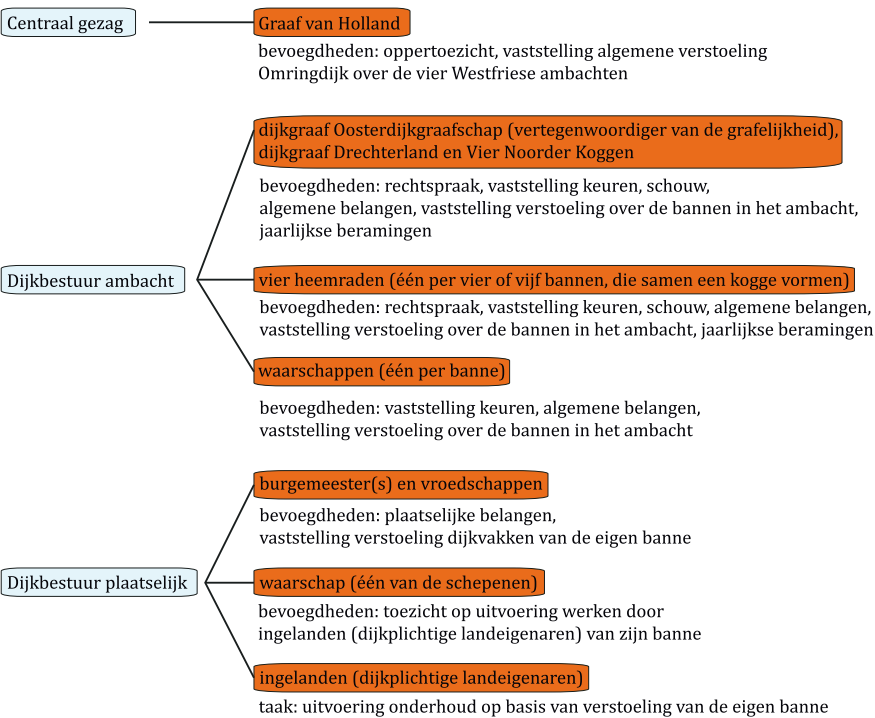 Centraal gezag
Graaf van Holland
bevoegdheden: oppertoezicht, vaststelling algemene verstoeling
Omringdijk over de vier Westfriese ambachten
dijkgraaf Oosterdijkgraafschap (vertegenwoordiger van de grafelijkheid),
dijkgraaf Drechterland en Vier Noorder Koggen
bevoegdheden: rechtspraak, vaststelling keuren, schouw,
algemene belangen, vaststelling verstoeling over de bannen in het ambacht,
jaarlijkse beramingen
Dijkbestuur ambacht
vier heemraden (één per vier of vijf bannen, die samen een kogge vormen)
bevoegdheden: rechtspraak, vaststelling keuren, schouw, algemene belangen,
vaststelling verstoeling over de bannen in het ambacht, jaarlijkse beramingen
waarschappen (één per banne)
bevoegdheden: vaststelling keuren, algemene belangen,
vaststelling verstoeling over de bannen in het ambacht
burgemeester(s) en vroedschappen
bevoegdheden: plaatselijke belangen,
vaststelling verstoeling dijkvakken van de eigen banne
Dijkbestuur plaatselijk
waarschap (één van de schepenen)
bevoegdheden: toezicht op uitvoering werken door
ingelanden (dijkplichtige landeigenaren) van zijn banne
ingelanden (dijkplichtige landeigenaren)
taak: uitvoering onderhoud op basis van verstoeling van de eigen banne